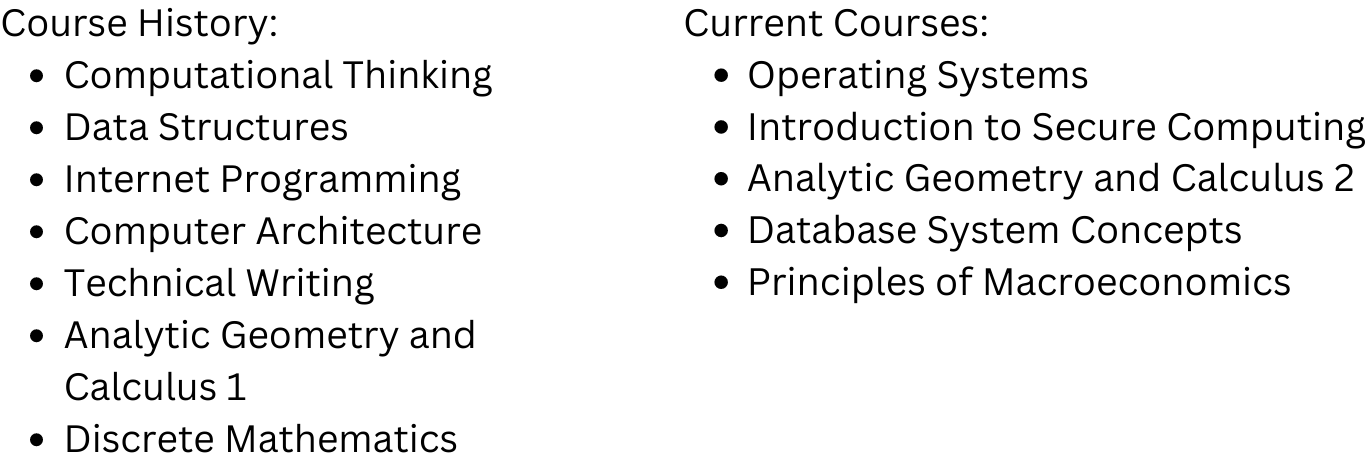 Course History:
• Computational Thinking
• Data Structures
• Internet Programming
• Computer Architecture
• Technical Writing
• Analytic Geometry and
Calculus 1
• Discrete Mathematics
Current Courses:
• Operating Systems
• Introduction to Secure Computing
• Analytic Geometry and Calculus 2
• Database System Concepts
• Principles of Macroeconomics